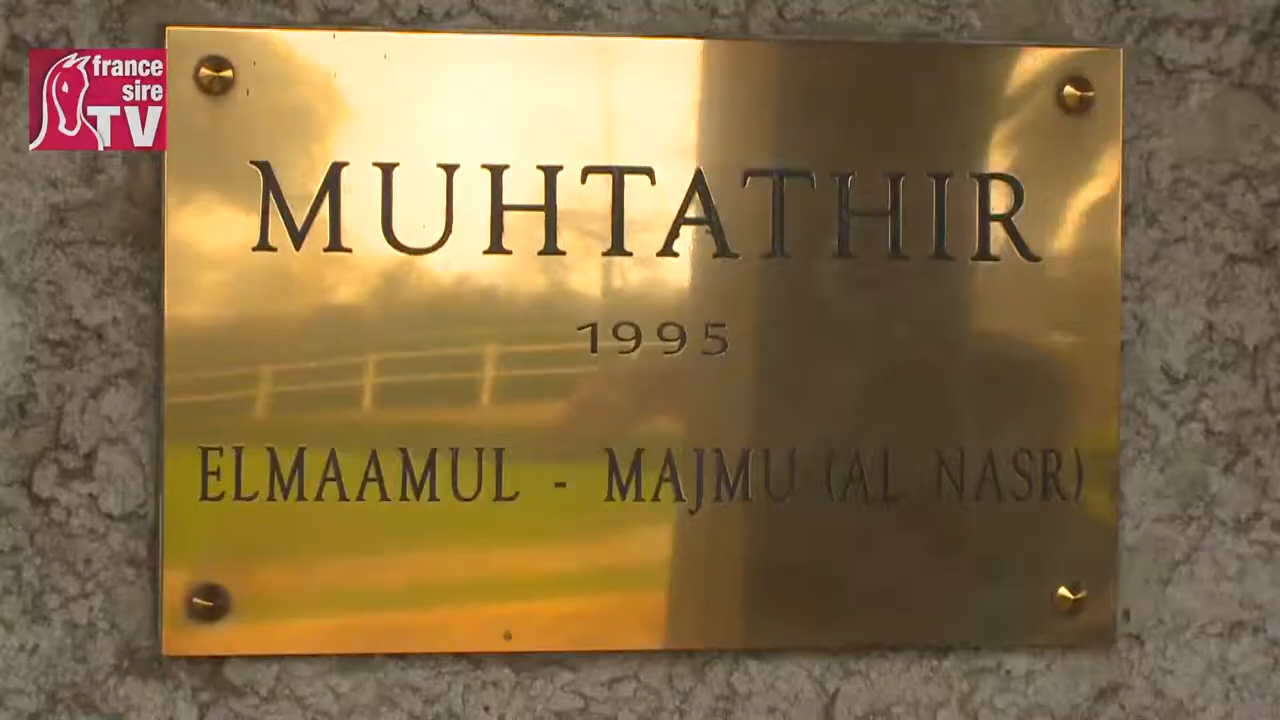 france
sire
TV
MUHTATHIR
1995
ELMAAMUL - MAJMU (AL NASR)